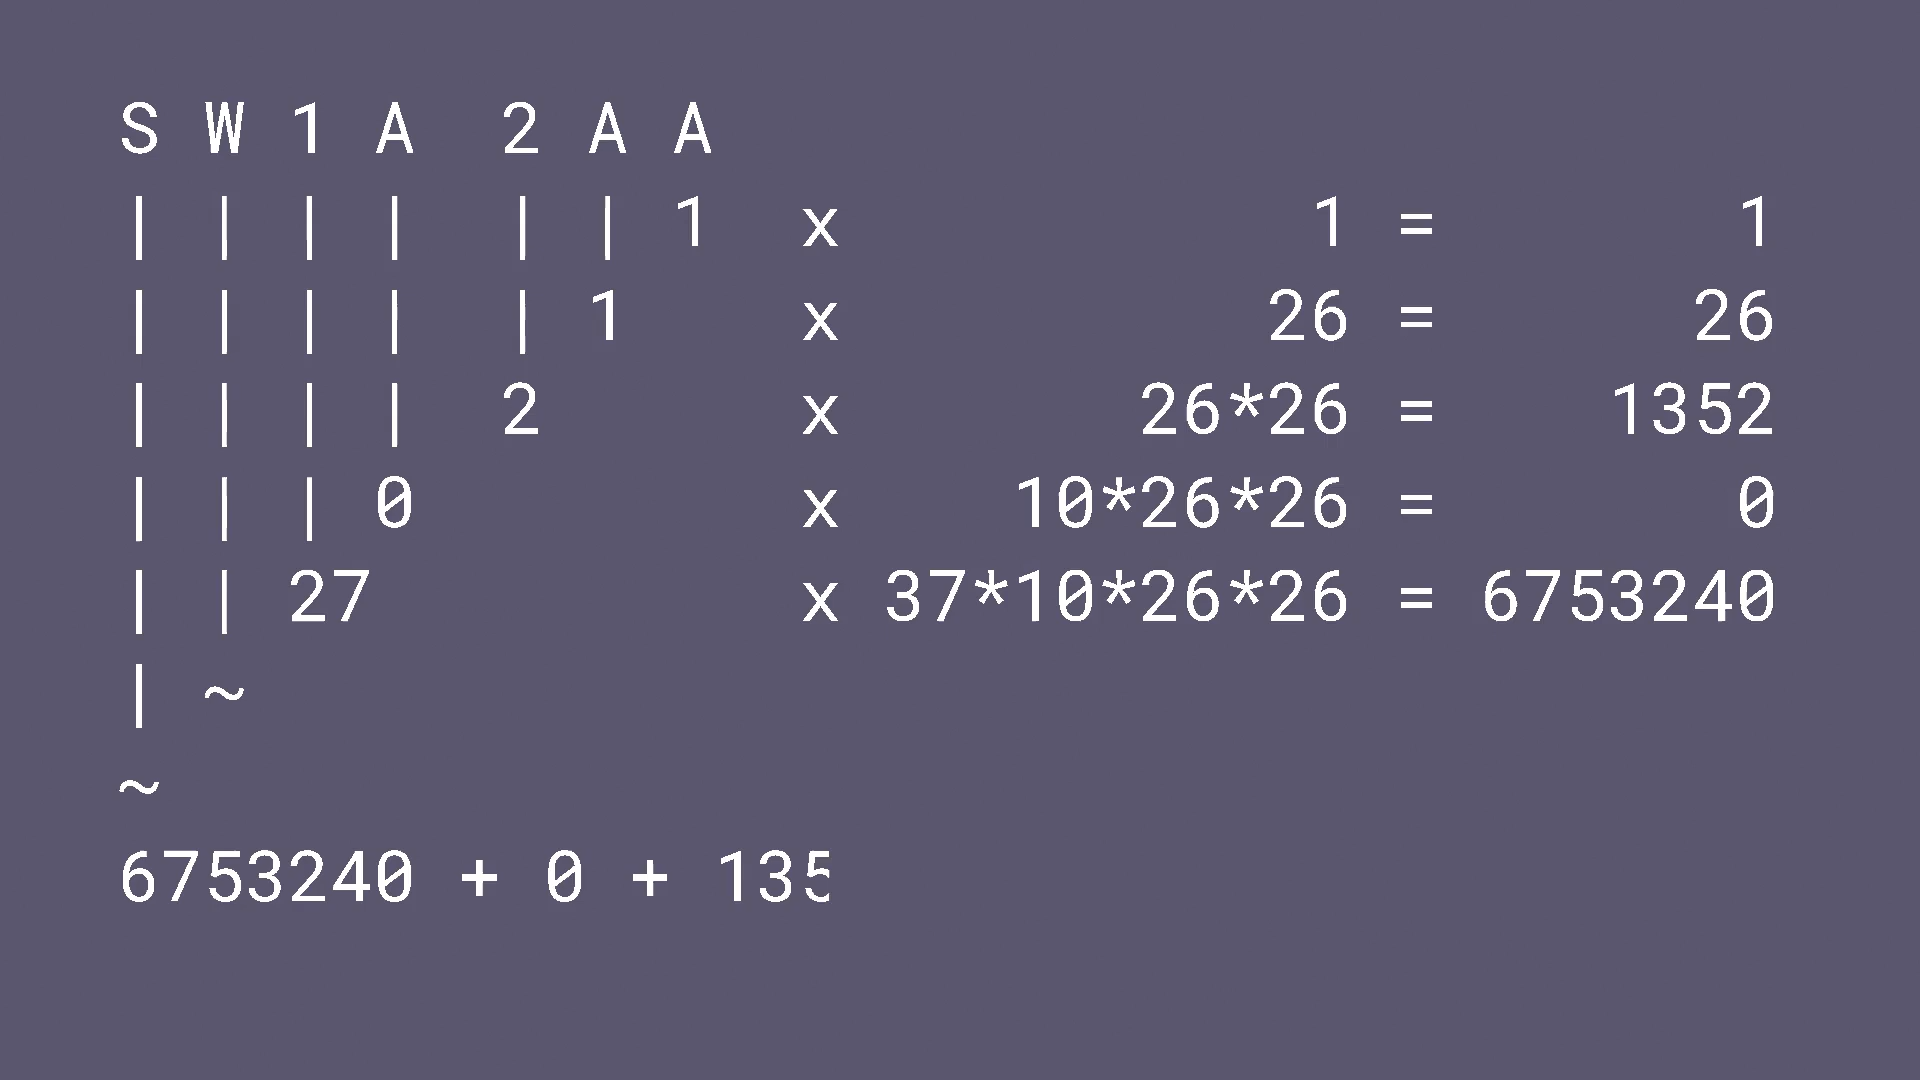 S W 1 A 2 A A
| | | | | | 1 x 1 = 1
| | | | | 1 x 26 = 26
| | | | 2 x 26*26 = 1352
| | | 0 x 10*26*26 = 0
| | 27 x 37*10*26*26 = 6753240
| ~
~
6753240 + 0 + 135